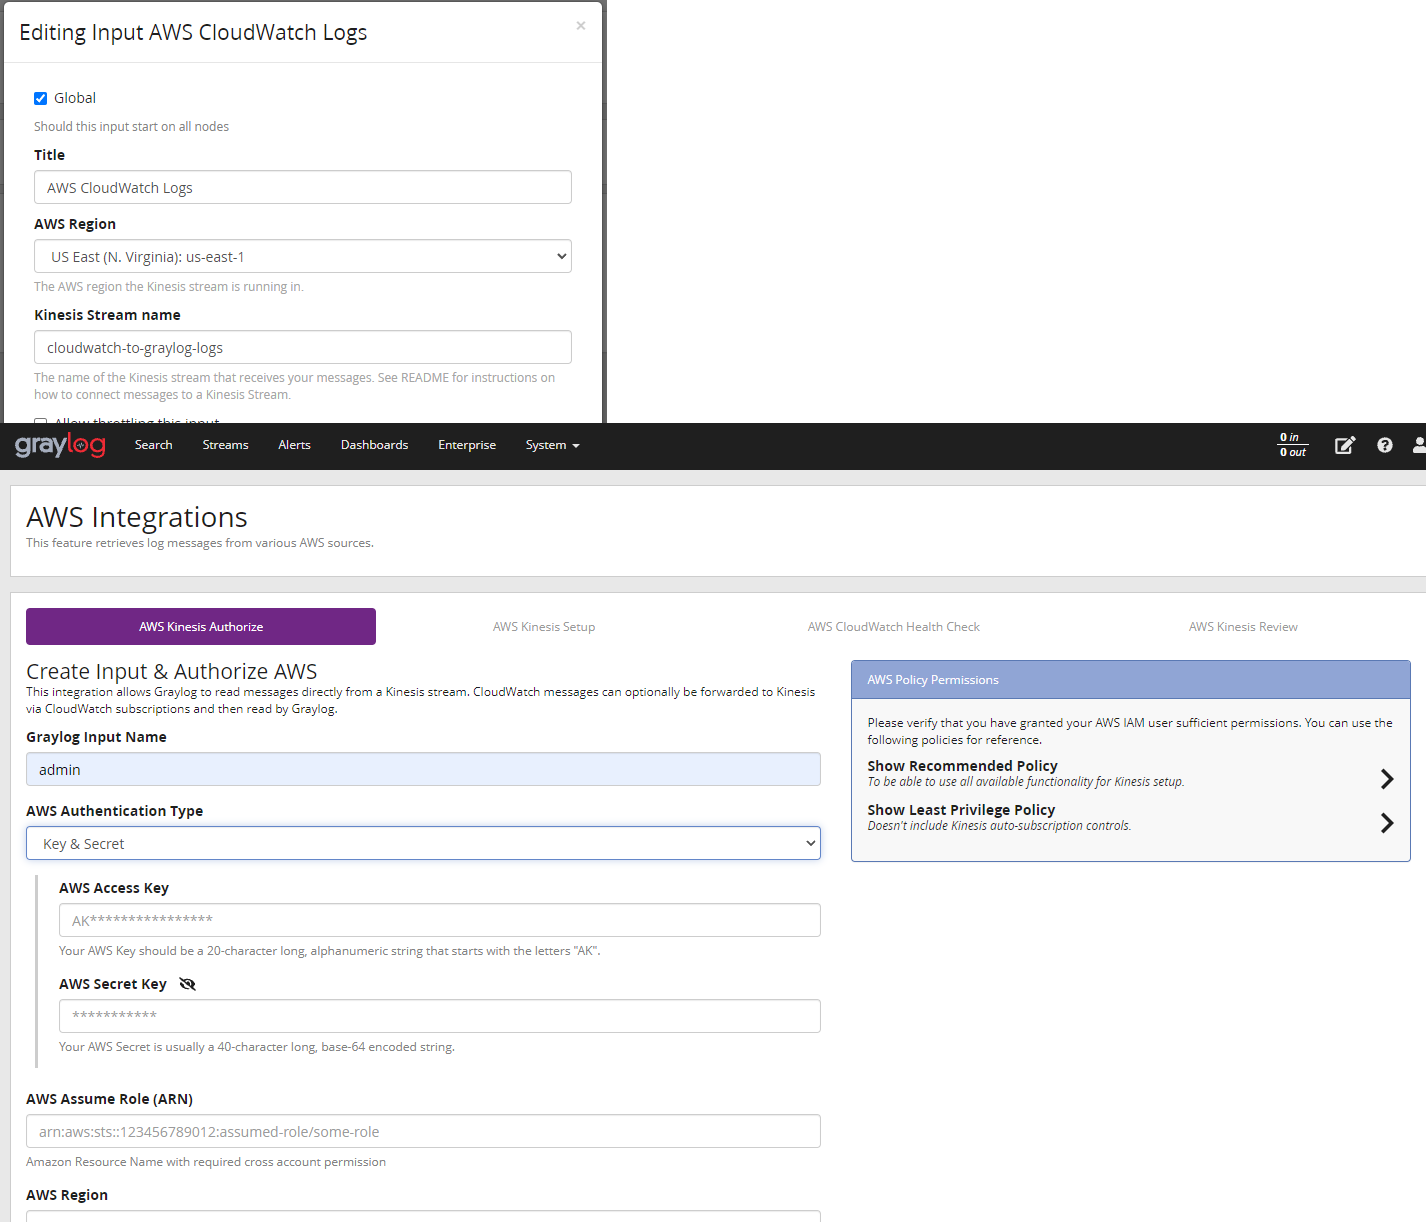 Editing Input AWS CloudWatch Logs
×
Global
Should this input start on all nodes
Title
AWS CloudWatch Logs
AWS Region
US East (N. Virginia): us-east-1
The AWS region the Kinesis stream is running in.
Kinesis Stream name
cloudwatch-to-graylog-logs
The name of the Kinesis stream that receives your messages. See README for instructions on
how to connect messages to a Kinesis Stream.
Allow throttling this input
graylog Search Streams Alerts Dashboards Enterprise System
0 in
0 out
AWS Integrations
This feature retrieves log messages from various AWS sources.
AWS Kinesis Authorize AWS Kinesis Setup AWS CloudWatch Health Check AWS Kinesis Review
Create Input & Authorize AWS
This integration allows Graylog to read messages directly from a Kinesis stream. CloudWatch messages can optionally be forwarded to Kinesis
via CloudWatch subscriptions and then read by Graylog.
Graylog Input Name
admin
AWS Authentication Type
Key & Secret
AWS Access Key
AK****************
Your AWS Key should be a 20-character long, alphanumeric string that starts with the letters "AK".
AWS Secret Key
***********
Your AWS Secret is usually a 40-character long, base-64 encoded string.
AWS Assume Role (ARN)
arn:aws:sts::123456789012:assumed-role/some-role
Amazon Resource Name with required cross account permission
AWS Region
AWS Policy Permissions
Please verify that you have granted your AWS IAM user sufficient permissions. You can use the
following policies for reference.
Show Recommended Policy
To be able to use all available functionality for Kinesis setup.
Show Least Privilege Policy
Doesn't include Kinesis auto-subscription controls.